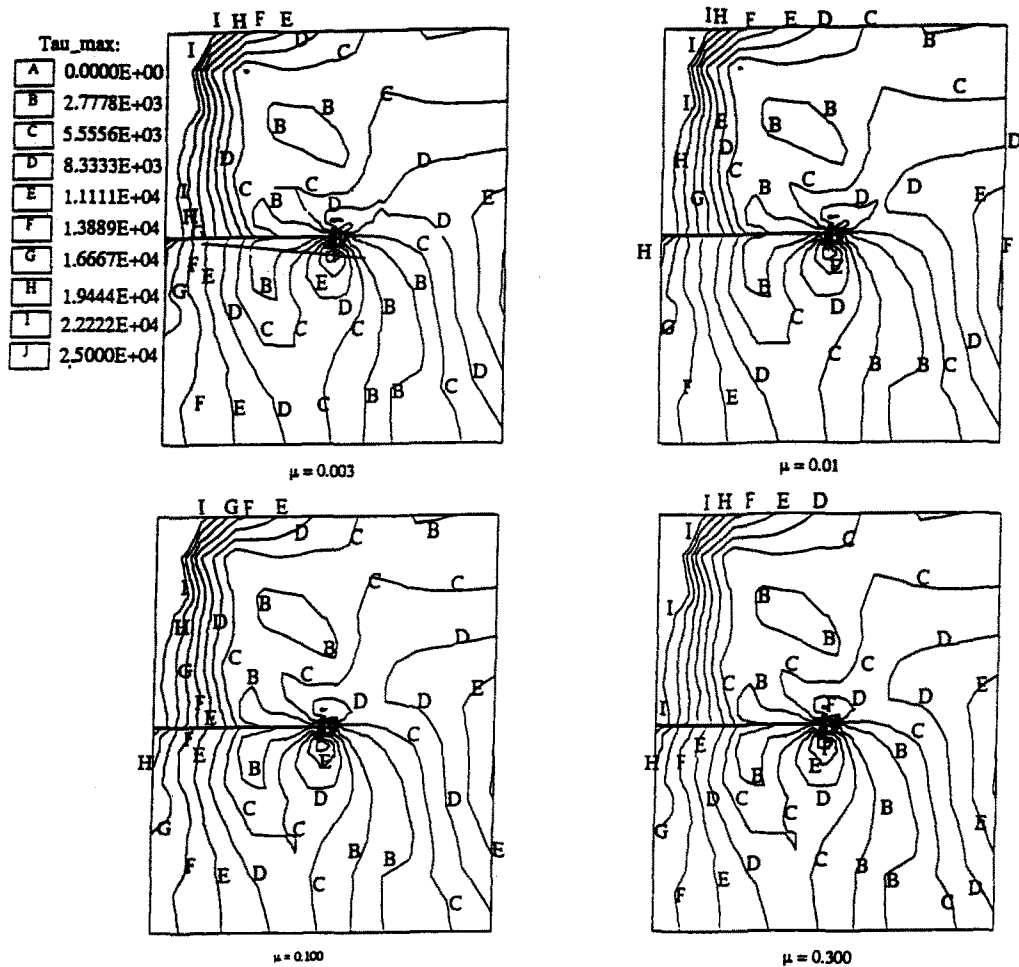 I H F E
Tau_max:
A 0.0000E+00
B 2.7778E+03
C 5.5556E+03
D 8.3333E+03
E 1.1111E+04
F 1.3889E+04
G 1.6667E+04
H 1.9444E+04
I 2.2222E+04
J 2.5000E+04
I D C
B
B C
D D
I C B C D E
H D D
G C
F E E B B
G D D B
C C C
D
F E D C B B C
μ = 0.003
I H F E D C
I B
I B C
E B D
H D C B C D E
G D
H F
E E
G C D
D B B C
F E
μ = 0.01
I G F E
D C B
I B C C
H D B D
G C B C D E
F E D
F E C
H B E
G C C D D
F E D C B B E
C
μ = 0.100
I H F E D
I C
I B C C
B D
C B C C E
I F D D
E C
H F B E F B
D C C D B
G E
F E D C B B C D
μ = 0.300